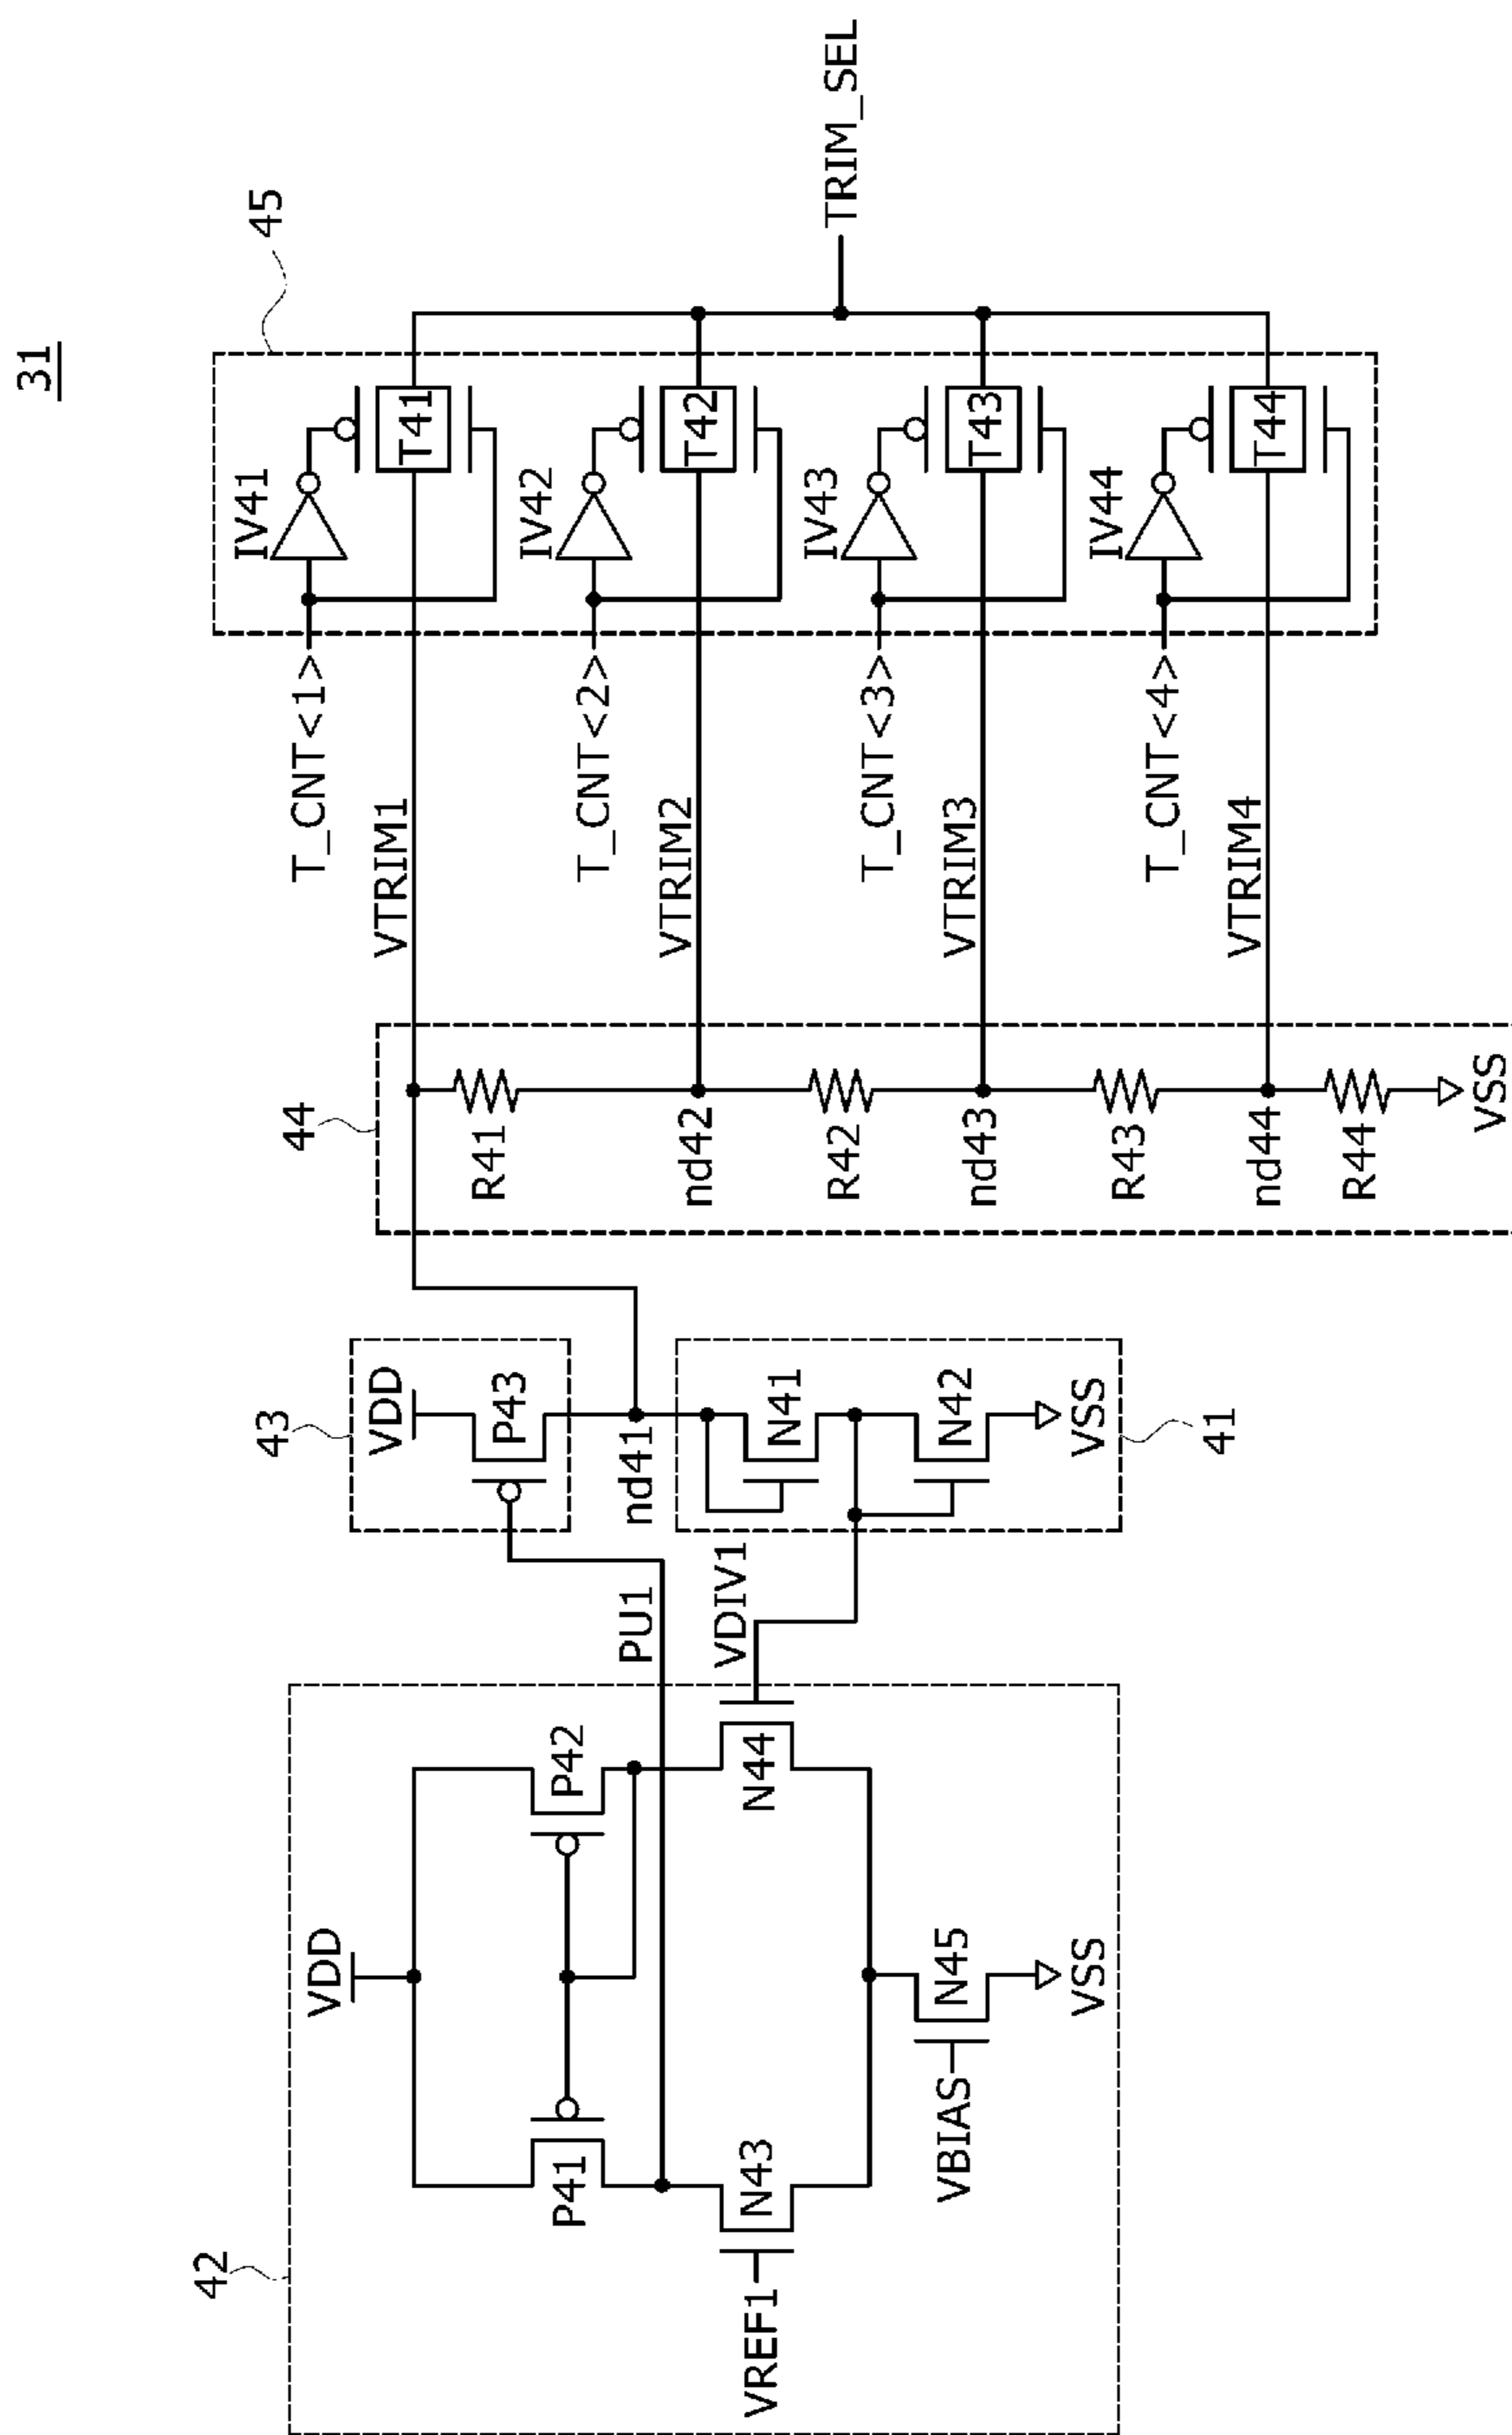 31
42
VDD
P41
P42
PU1
VREF1
N43
N44
VDIV1
VBIAS
N45
VSS
43
VDD
P43
nd41
N41
N42
VSS
41
44
R41
nd42
R42
nd43
R43
nd44
R44
VSS
VTRIM1
VTRIM2
VTRIM3
VTRIM4
45
T_CNT<1>
IV41
T41
T_CNT<2>
IV42
T42
T_CNT<3>
IV43
T43
T_CNT<4>
IV44
T44
TRIM_SEL